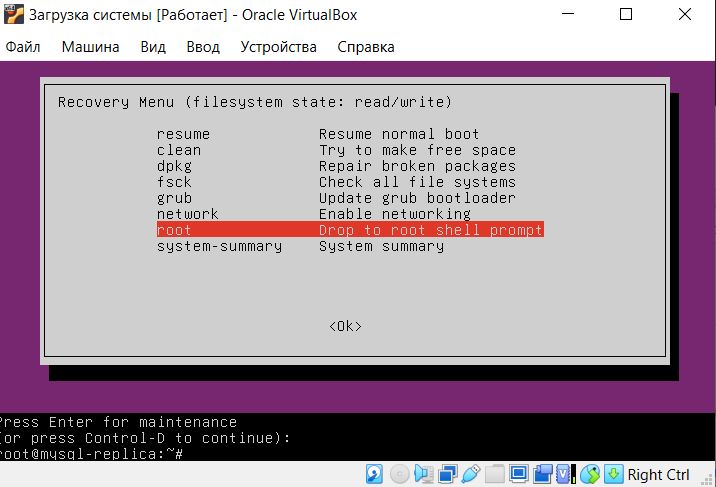 Загрузка системы [Работает] - Oracle VirtualBox
Файл Машина Вид Ввод Устройства Справка
Recovery Menu (filesystem state: read/write)
resume Resume normal boot
clean Try to make free space
dpkg Repair broken packages
fsck Check all file systems
grub Update grub bootloader
network Enable networking
root Drop to root shell prompt
system-summary System summary
<Ok>
Press Enter for maintenance
(or press Control-D to continue):
root@mysql-replica:~#
Right Ctrl